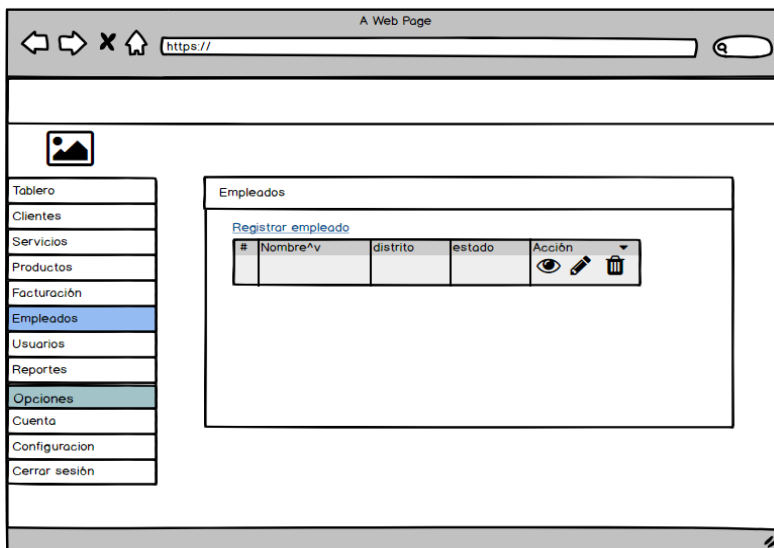 A Web Page
https://
Tablero
Clientes
Servicios
Productos
Facturación
Empleados
Usuarios
Reportes
Opciones
Cuenta
Configuracion
Cerrar sesión
Empleados
Registrar empleado
# Nombre^v distrito estado Acción